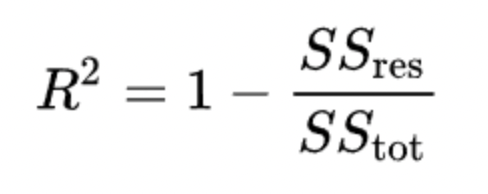 R² = 1 − SS_res / SS_tot